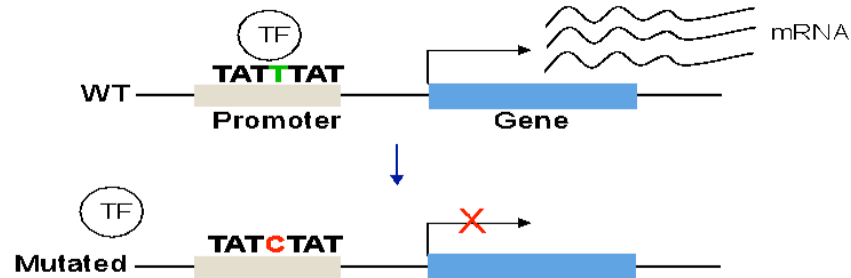 TF
TATTTAT
mRNA
WT
Promoter
Gene
TF
TATCTAT
X
Mutated